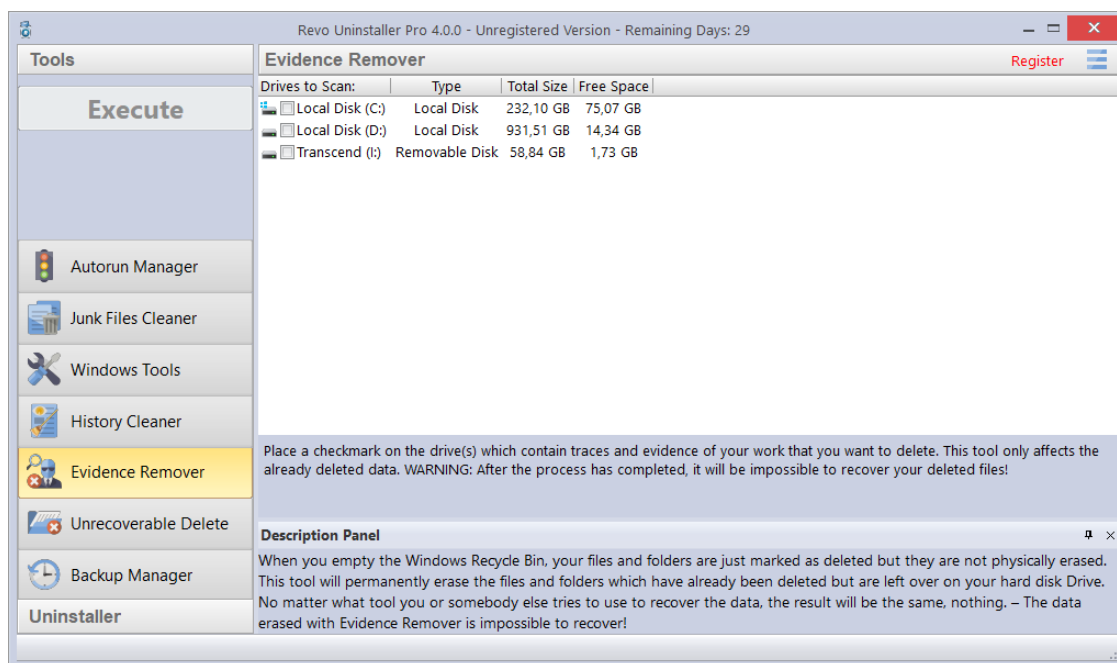 Revo Uninstaller Pro 4.0.0 - Unregistered Version - Remaining Days: 29
Tools
Evidence Remover
Register
Execute
Drives to Scan: Type Total Size Free Space
Local Disk (C:) Local Disk 232,10 GB 75,07 GB
Local Disk (D:) Local Disk 931,51 GB 14,34 GB
Transcend (I:) Removable Disk 58,84 GB 1,73 GB
Autorun Manager
Junk Files Cleaner
Windows Tools
History Cleaner
Evidence Remover
Unrecoverable Delete
Backup Manager
Uninstaller
Place a checkmark on the drive(s) which contain traces and evidence of your work that you want to delete. This tool only affects the
already deleted data. WARNING: After the process has completed, it will be impossible to recover your deleted files!
Description Panel
When you empty the Windows Recycle Bin, your files and folders are just marked as deleted but they are not physically erased.
This tool will permanently erase the files and folders which have already been deleted but are left over on your hard disk Drive.
No matter what tool you or somebody else tries to use to recover the data, the result will be the same, nothing. – The data
erased with Evidence Remover is impossible to recover!